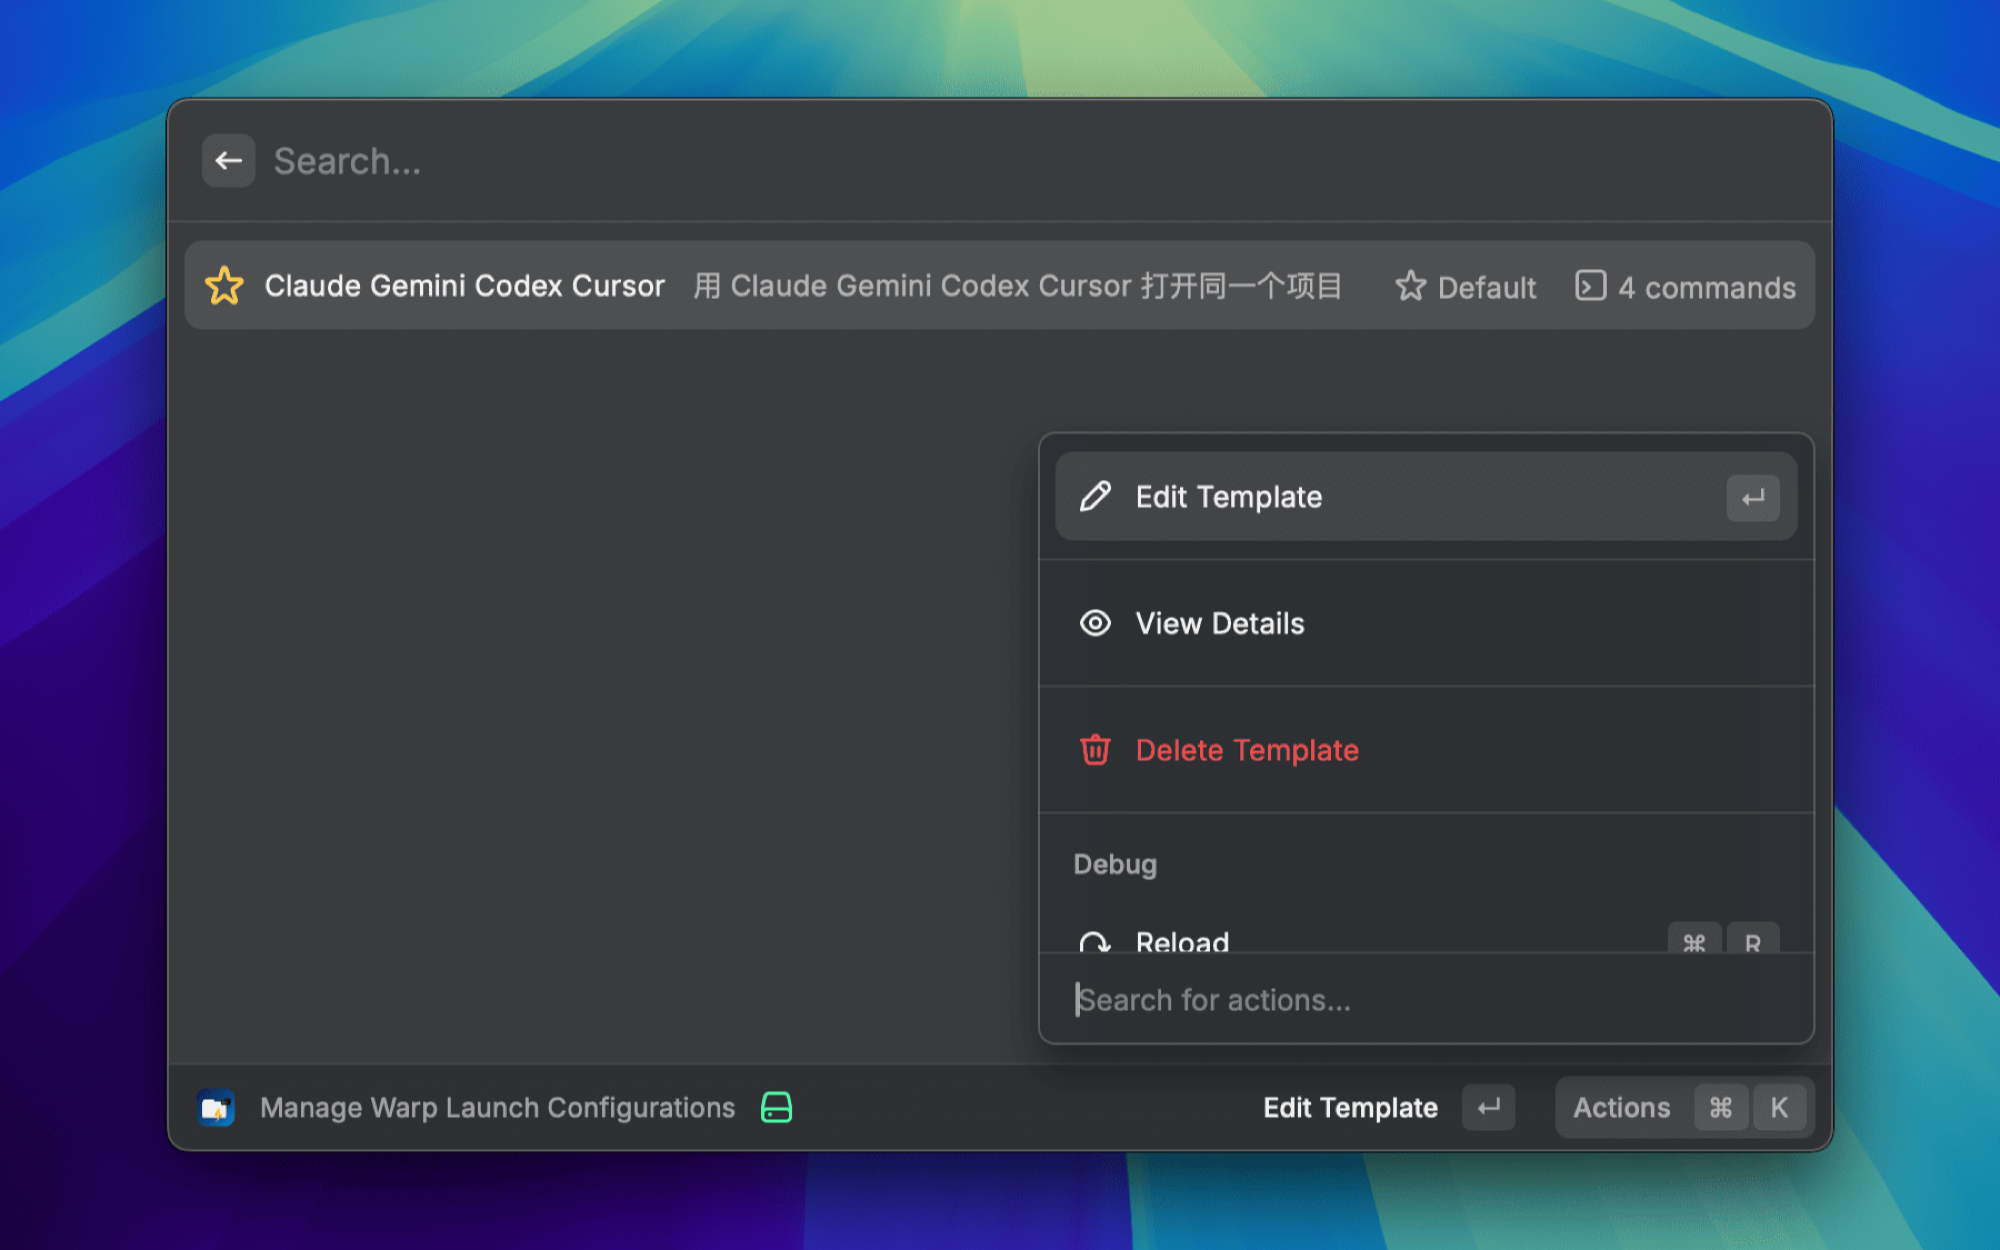 Search...
Claude Gemini Codex Cursor 用 Claude Gemini Codex Cursor 打开同一个项目 Default 4 commands
Edit Template
View Details
Delete Template
Debug
Reload ⌘ R
Search for actions...
Manage Warp Launch Configurations Edit Template Actions ⌘ K